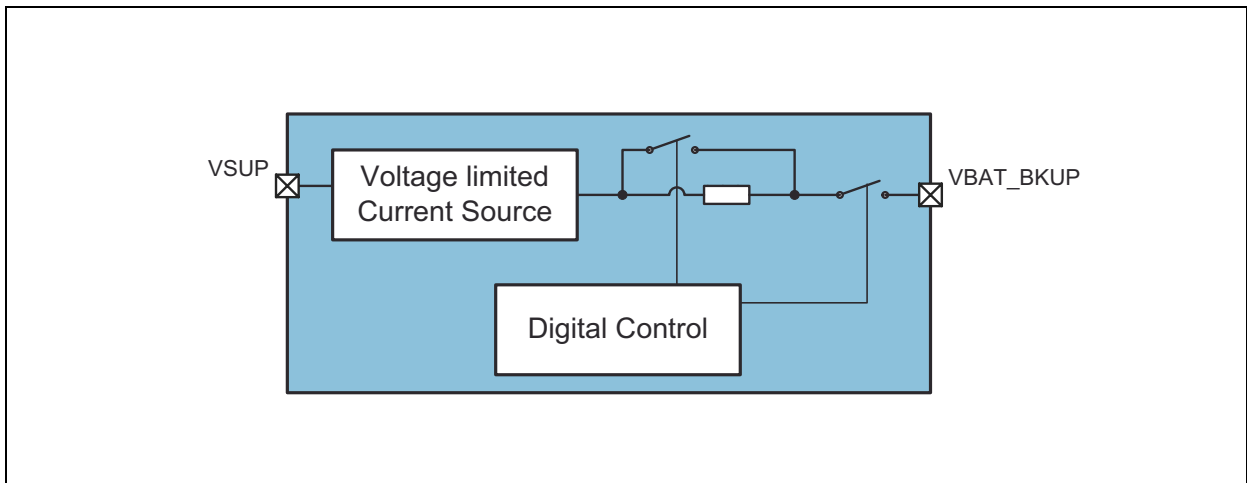 VSUP
Voltage limited
Current Source
VBAT_BKUP
Digital Control